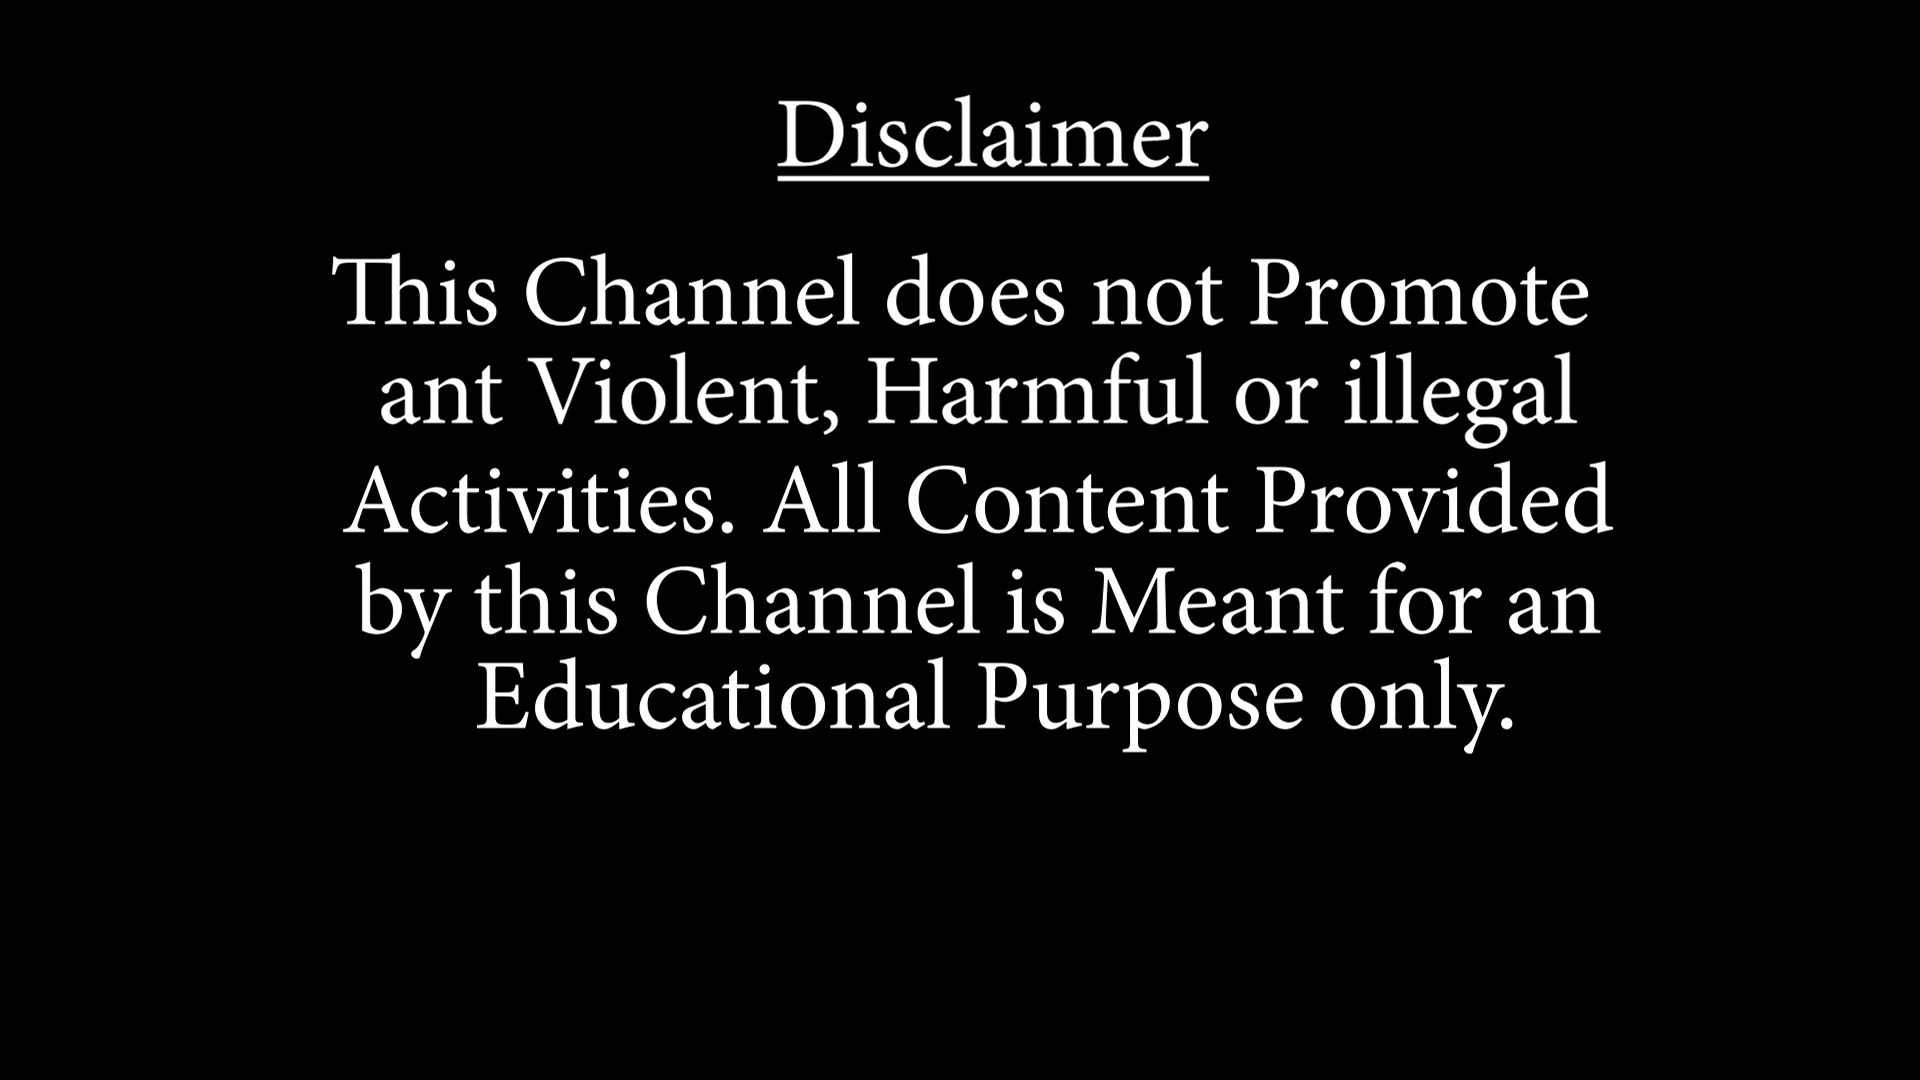 Disclaimer
This Channel does not Promote
ant Violent, Harmful or illegal
Activities. All Content Provided
by this Channel is Meant for an
Educational Purpose only.